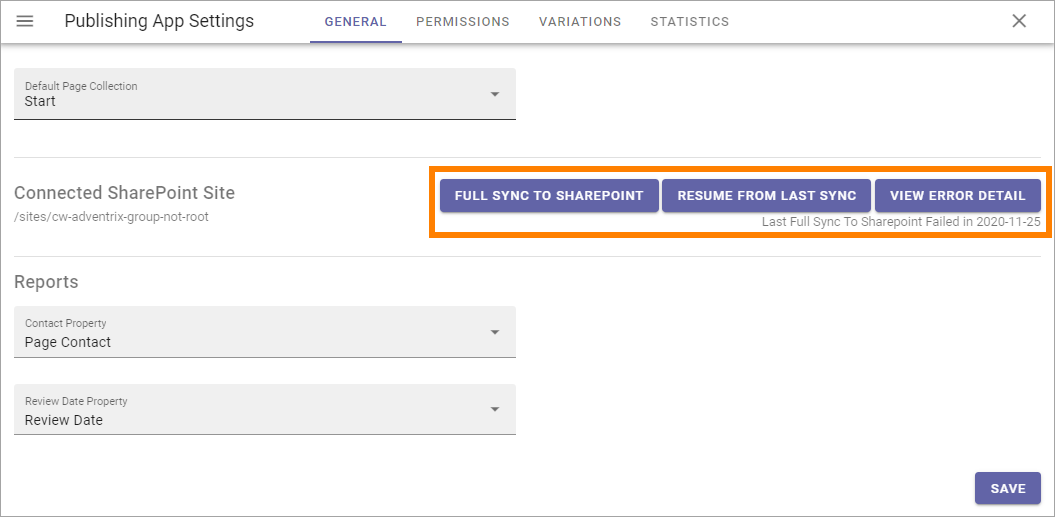 Publishing App Settings GENERAL PERMISSIONS VARIATIONS STATISTICS
Default Page Collection
Start
Connected SharePoint Site
/sites/cw-adventrix-group-not-root
FULL SYNC TO SHAREPOINT RESUME FROM LAST SYNC VIEW ERROR DETAIL
Last Full Sync To Sharepoint Failed in 2020-11-25
Reports
Contact Property
Page Contact
Review Date Property
Review Date
SAVE